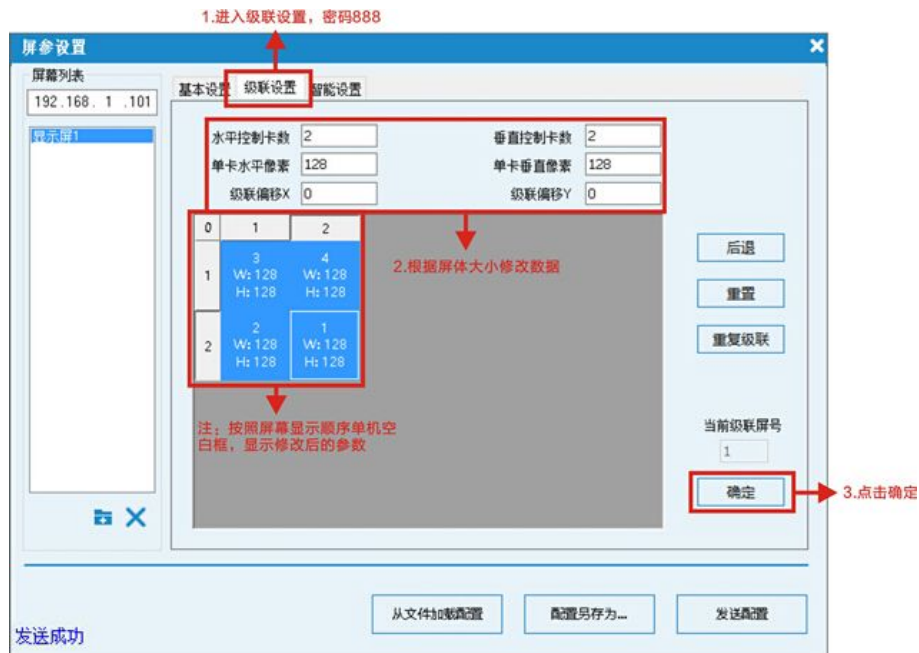 1.进入级联设置，密码888
屏参设置
屏幕列表
192.168. 1 .101
显示屏1
基本设置 级联设置 智能设置
水平控制卡数 2 垂直控制卡数 2
单卡水平像素 128 单卡垂直像素 128
级联偏移X 0 级联偏移Y 0
0 1 2
1
3
W: 128
H: 128
4
W: 128
H: 128
2
2
W: 128
H: 128
1
W: 128
H: 128
2.根据屏体大小修改数据
后退
重置
重复级联
注：按照屏幕显示顺序单机空
白框，显示修改后的参数
当前级联屏号
1
确定
3.点击确定
从文件加载配置 配置另存为... 发送配置
发送成功